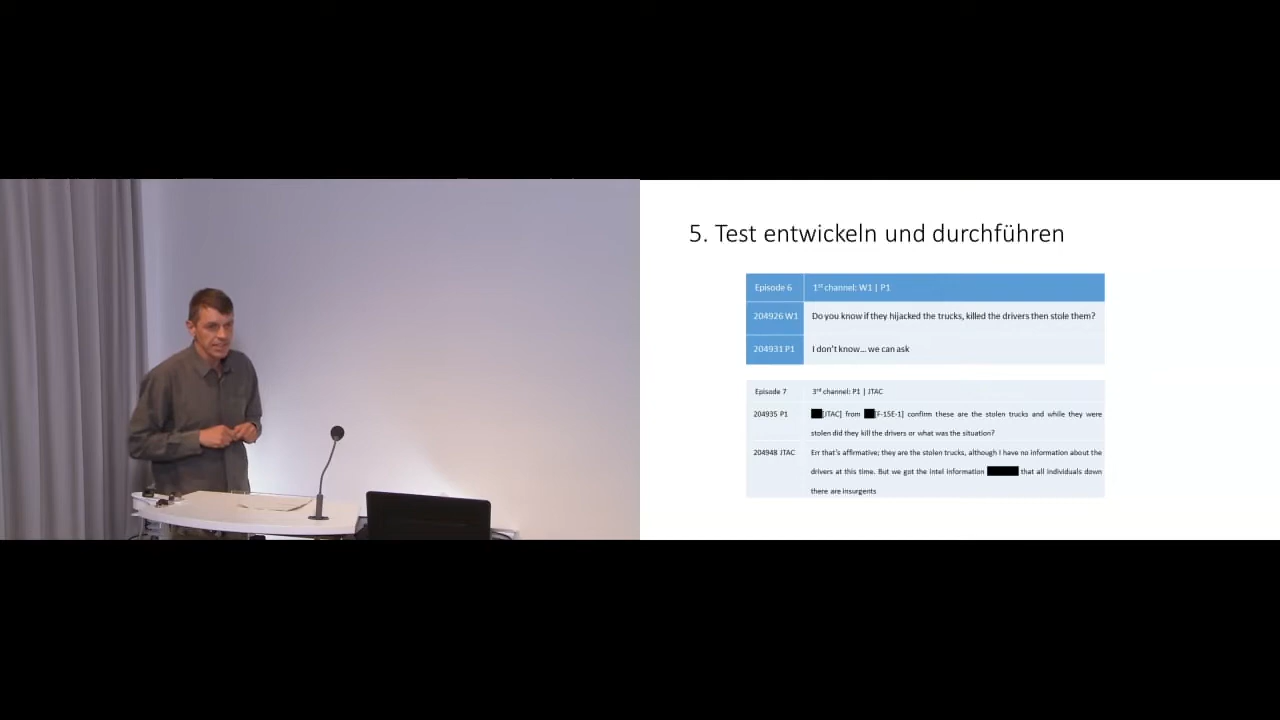 5. Test entwickeln und durchführen
Episode 6 1st channel: W1 | P1
204926 W1 Do you know if they hijacked the trucks, killed the drivers then stole them?
204931 P1 I don't know... we can ask
Episode 7 3rd channel: P1 | JTAC
204935 P1 [JTAC] from [F-15E-1] confirm these are the stolen trucks and while they were
stolen did they kill the drivers or what was the situation?
204948 JTAC Err that's affirmative; they are the stolen trucks, although I have no information about the
drivers at this time. But we got the intel information that all individuals down
there are insurgents